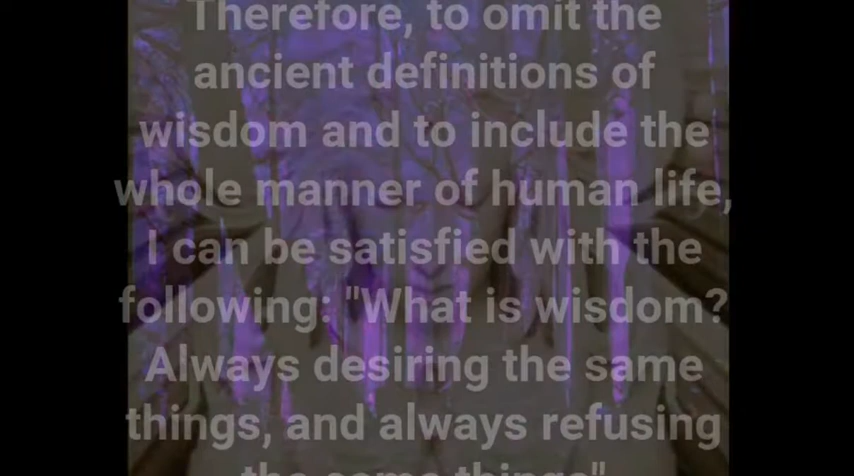 Therefore, to omit the
ancient definitions of
wisdom and to include the
whole manner of human life,
I can be satisfied with the
following: "What is wisdom?
Always desiring the same
things, and always refusing
the same things"